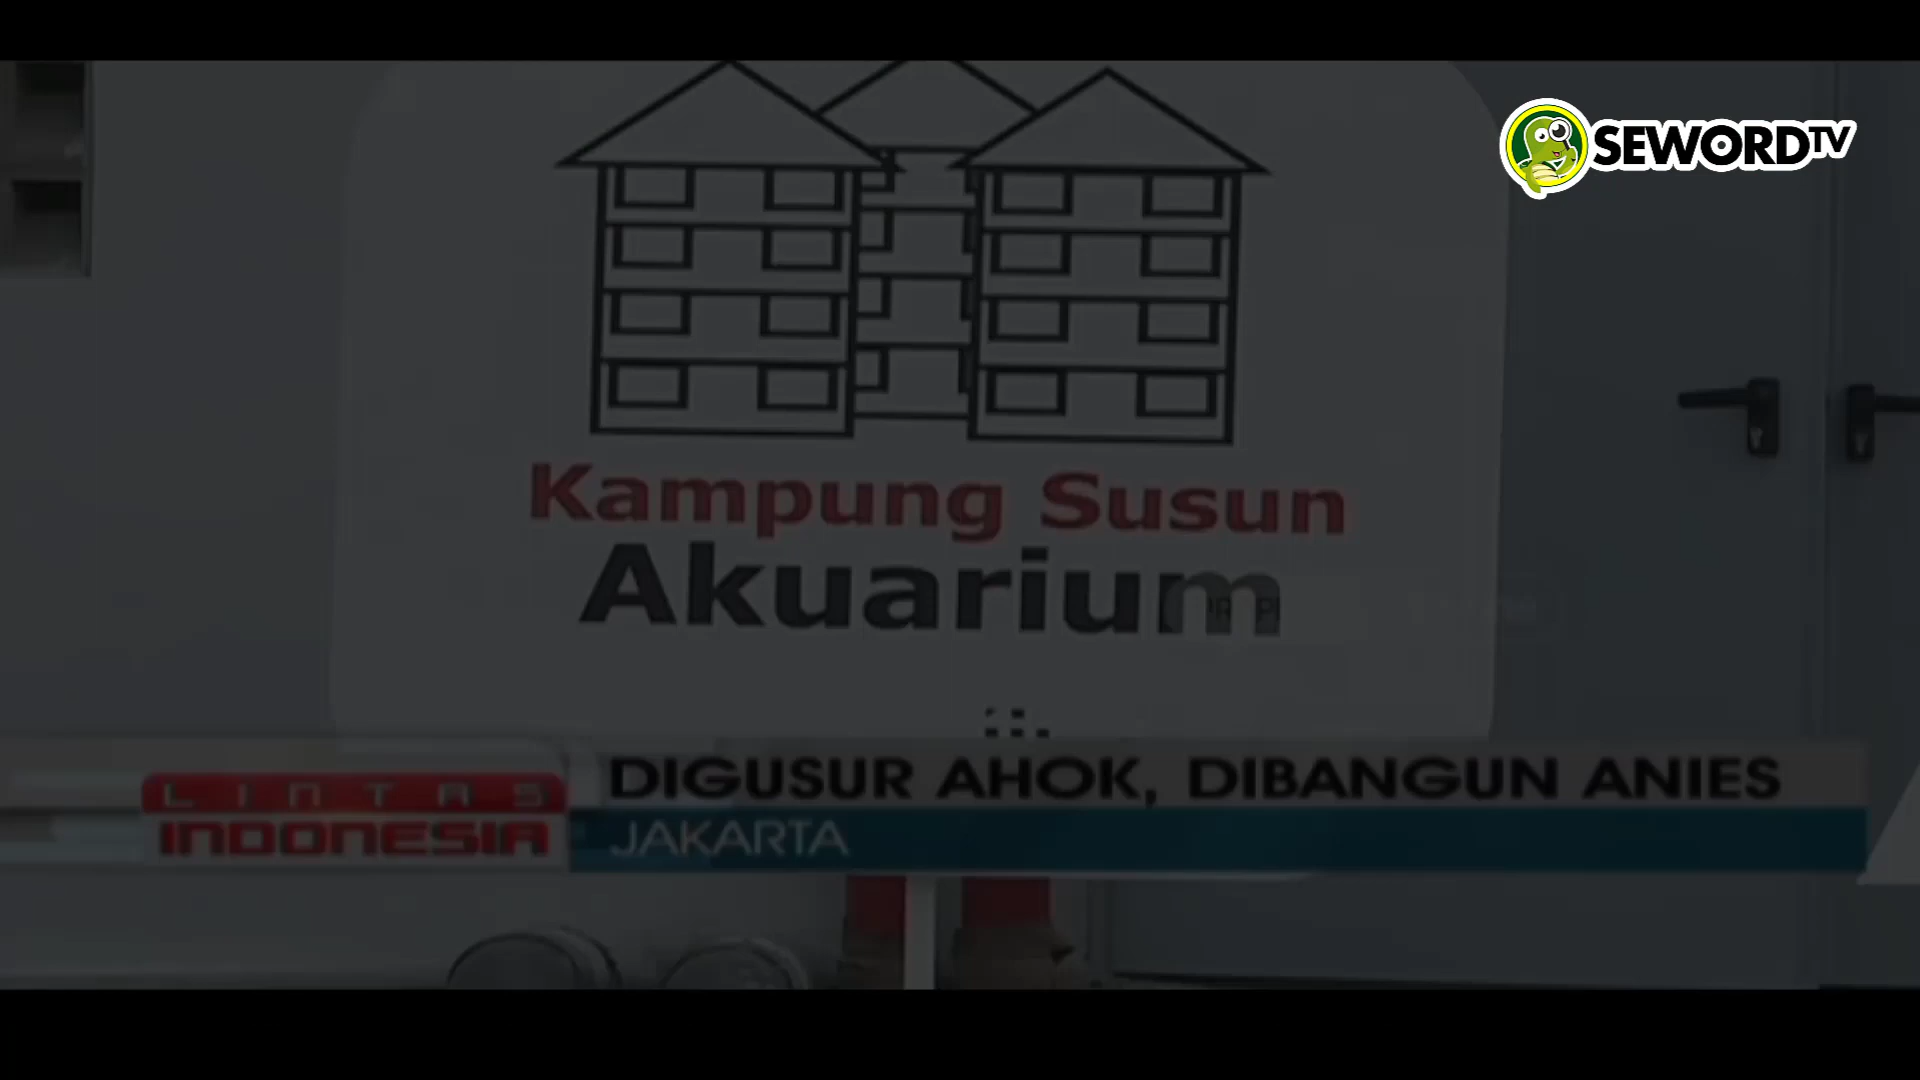 SEWORDTV
Kampung Susun
Akuarium
LINTAS
INDONESIA
DIGUSUR AHOK, DIBANGUN ANIES
JAKARTA